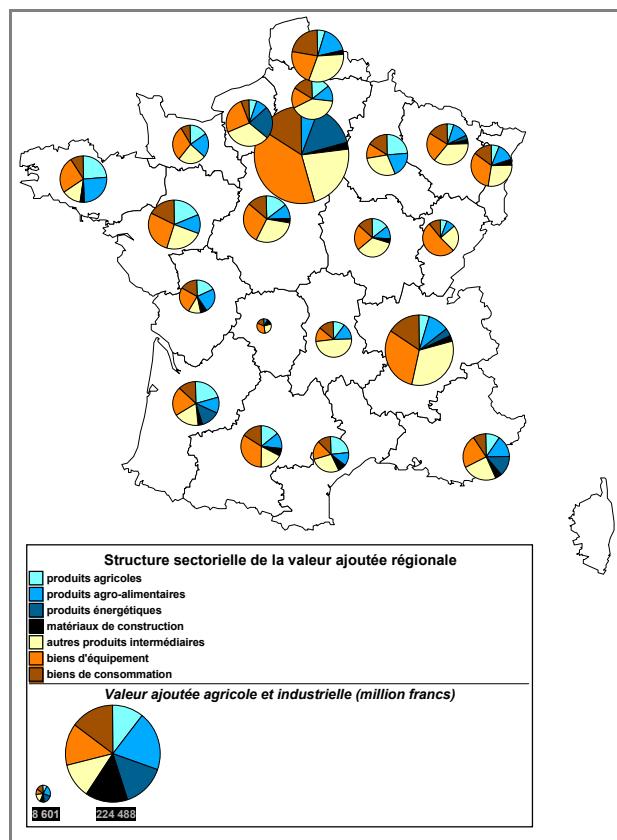 Structure sectorielle de la valeur ajoutée régionale
produits agricoles
produits agro-alimentaires
produits énergétiques
matériaux de construction
autres produits intermédiaires
biens d'équipement
biens de consommation
Valeur ajoutée agricole et industrielle (million francs)
8 601 224 488